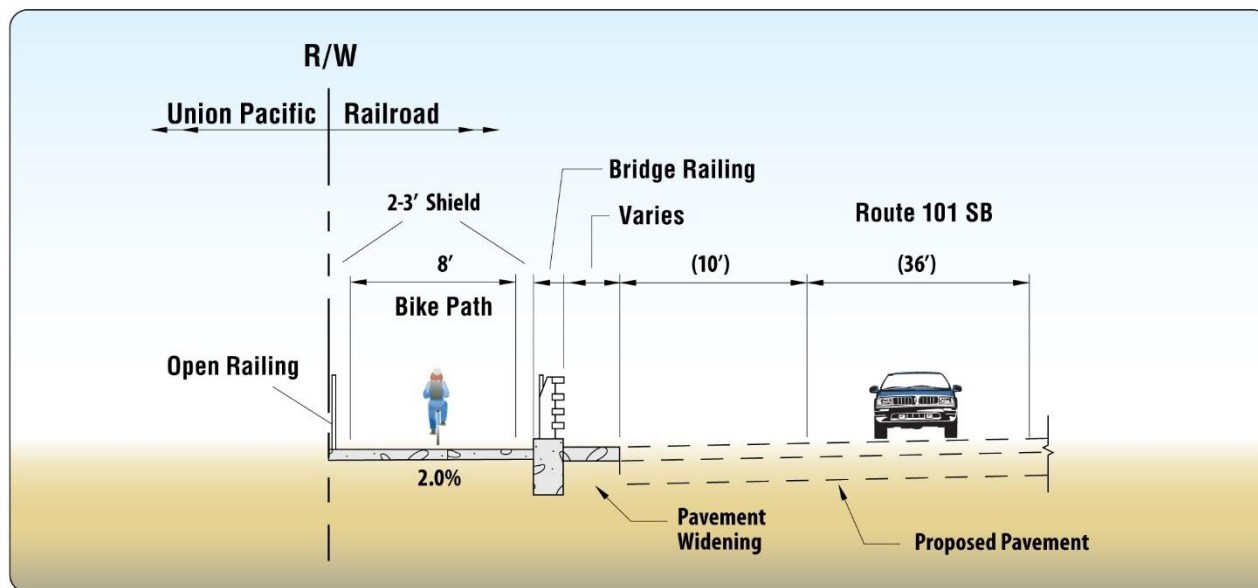 R/W
Union Pacific Railroad
Bridge Railing
2-3’ Shield
Varies
Route 101 SB
8’
(10’)
(36’)
Bike Path
Open Railing
2.0%
Pavement
Widening
Proposed Pavement